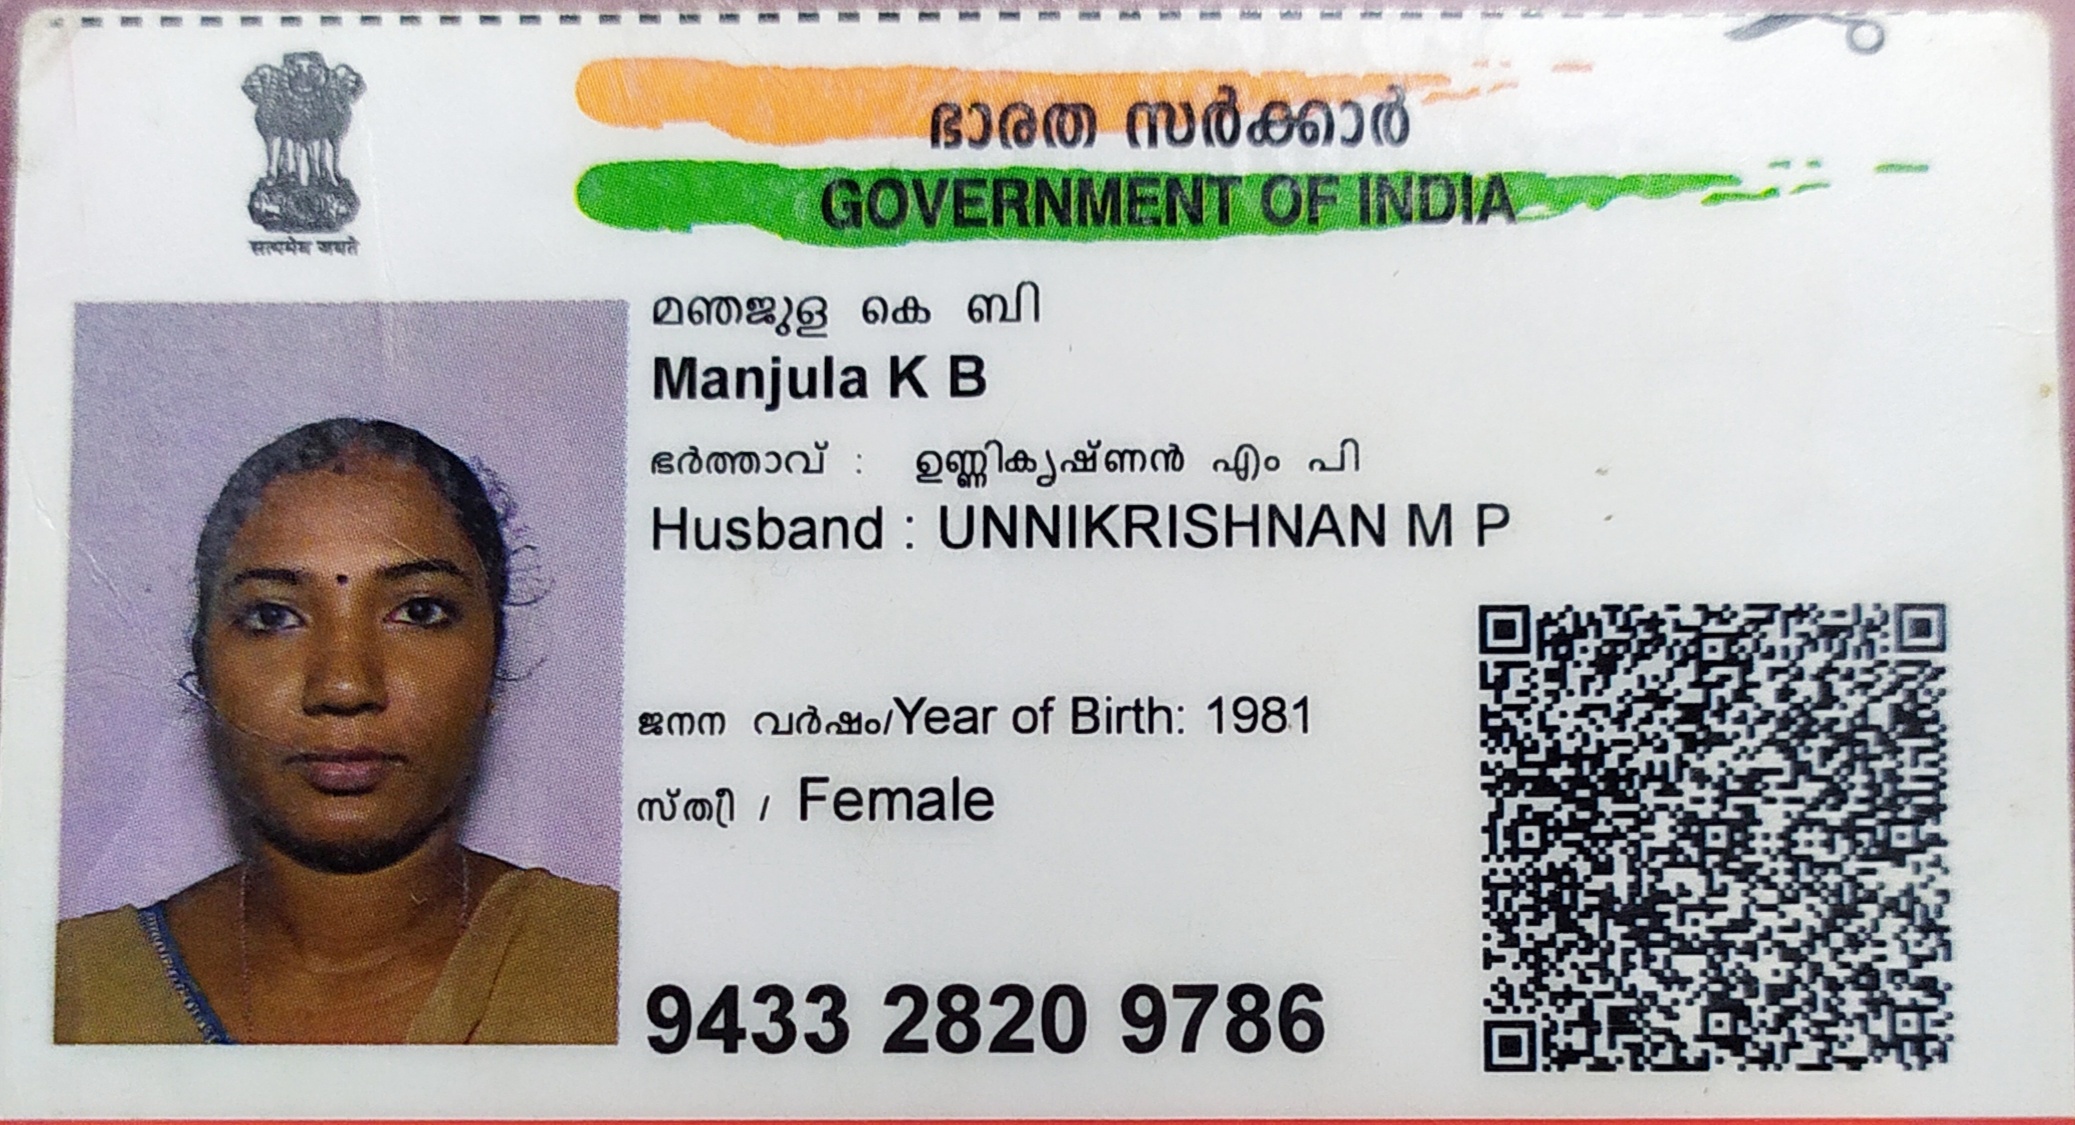 सत्यमेव जयते
ഭാരത സർക്കാർ
GOVERNMENT OF INDIA
മഞജുള കെ ബി
Manjula K B
ഭർത്താവ് : ഉണ്ണികൃഷ്ണൻ എം പി
Husband : UNNIKRISHNAN M P
ജനന വർഷം/Year of Birth: 1981
സ്ത്രീ / Female
9433 2820 9786